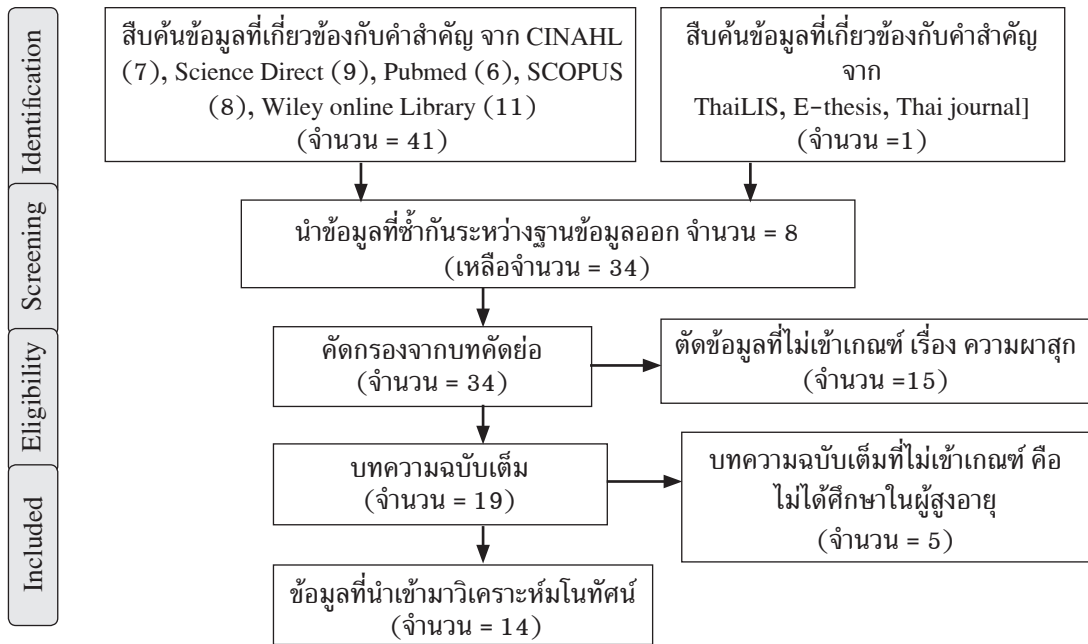 Identification
สืบค้นข้อมูลที่เกี่ยวข้องกับคำสำคัญ จาก CINAHL
(7), Science Direct (9), Pubmed (6), SCOPUS
(8), Wiley online Library (11)
(จำนวน = 41)
สืบค้นข้อมูลที่เกี่ยวข้องกับคำสำคัญ
จาก
ThaiLIS, E-thesis, Thai journal]
(จำนวน =1)
Screening
นำข้อมูลที่ซ้ำกันระหว่างฐานข้อมูลออก จำนวน = 8
(เหลือจำนวน = 34)
Eligibility
คัดกรองจากบทคัดย่อ
(จำนวน = 34)
ตัดข้อมูลที่ไม่เข้าเกณฑ์ เรื่อง ความผาสุก
(จำนวน =15)
บทความฉบับเต็ม
(จำนวน = 19)
บทความฉบับเต็มที่ไม่เข้าเกณฑ์ คือ
ไม่ได้ศึกษาในผู้สูงอายุ
(จำนวน = 5)
Included
ข้อมูลที่นำเข้ามาวิเคราะห์มโนทัศน์
(จำนวน = 14)